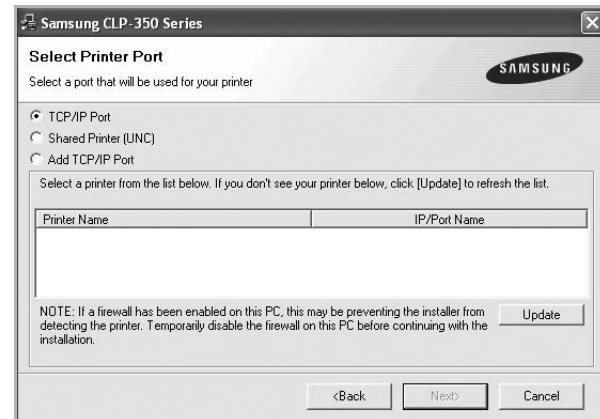 Samsung CLP-350 Series
Select Printer Port
Select a port that will be used for your printer
SAMSUNG
TCP/IP Port
Shared Printer (UNC)
Add TCP/IP Port
Select a printer from the list below. If you don't see your printer below, click [Update] to refresh the list.
Printer Name IP/Port Name
NOTE: If a firewall has been enabled on this PC, this may be preventing the installer from
detecting the printer. Temporarily disable the firewall on this PC before continuing with the
installation.
Update
<Back Next> Cancel